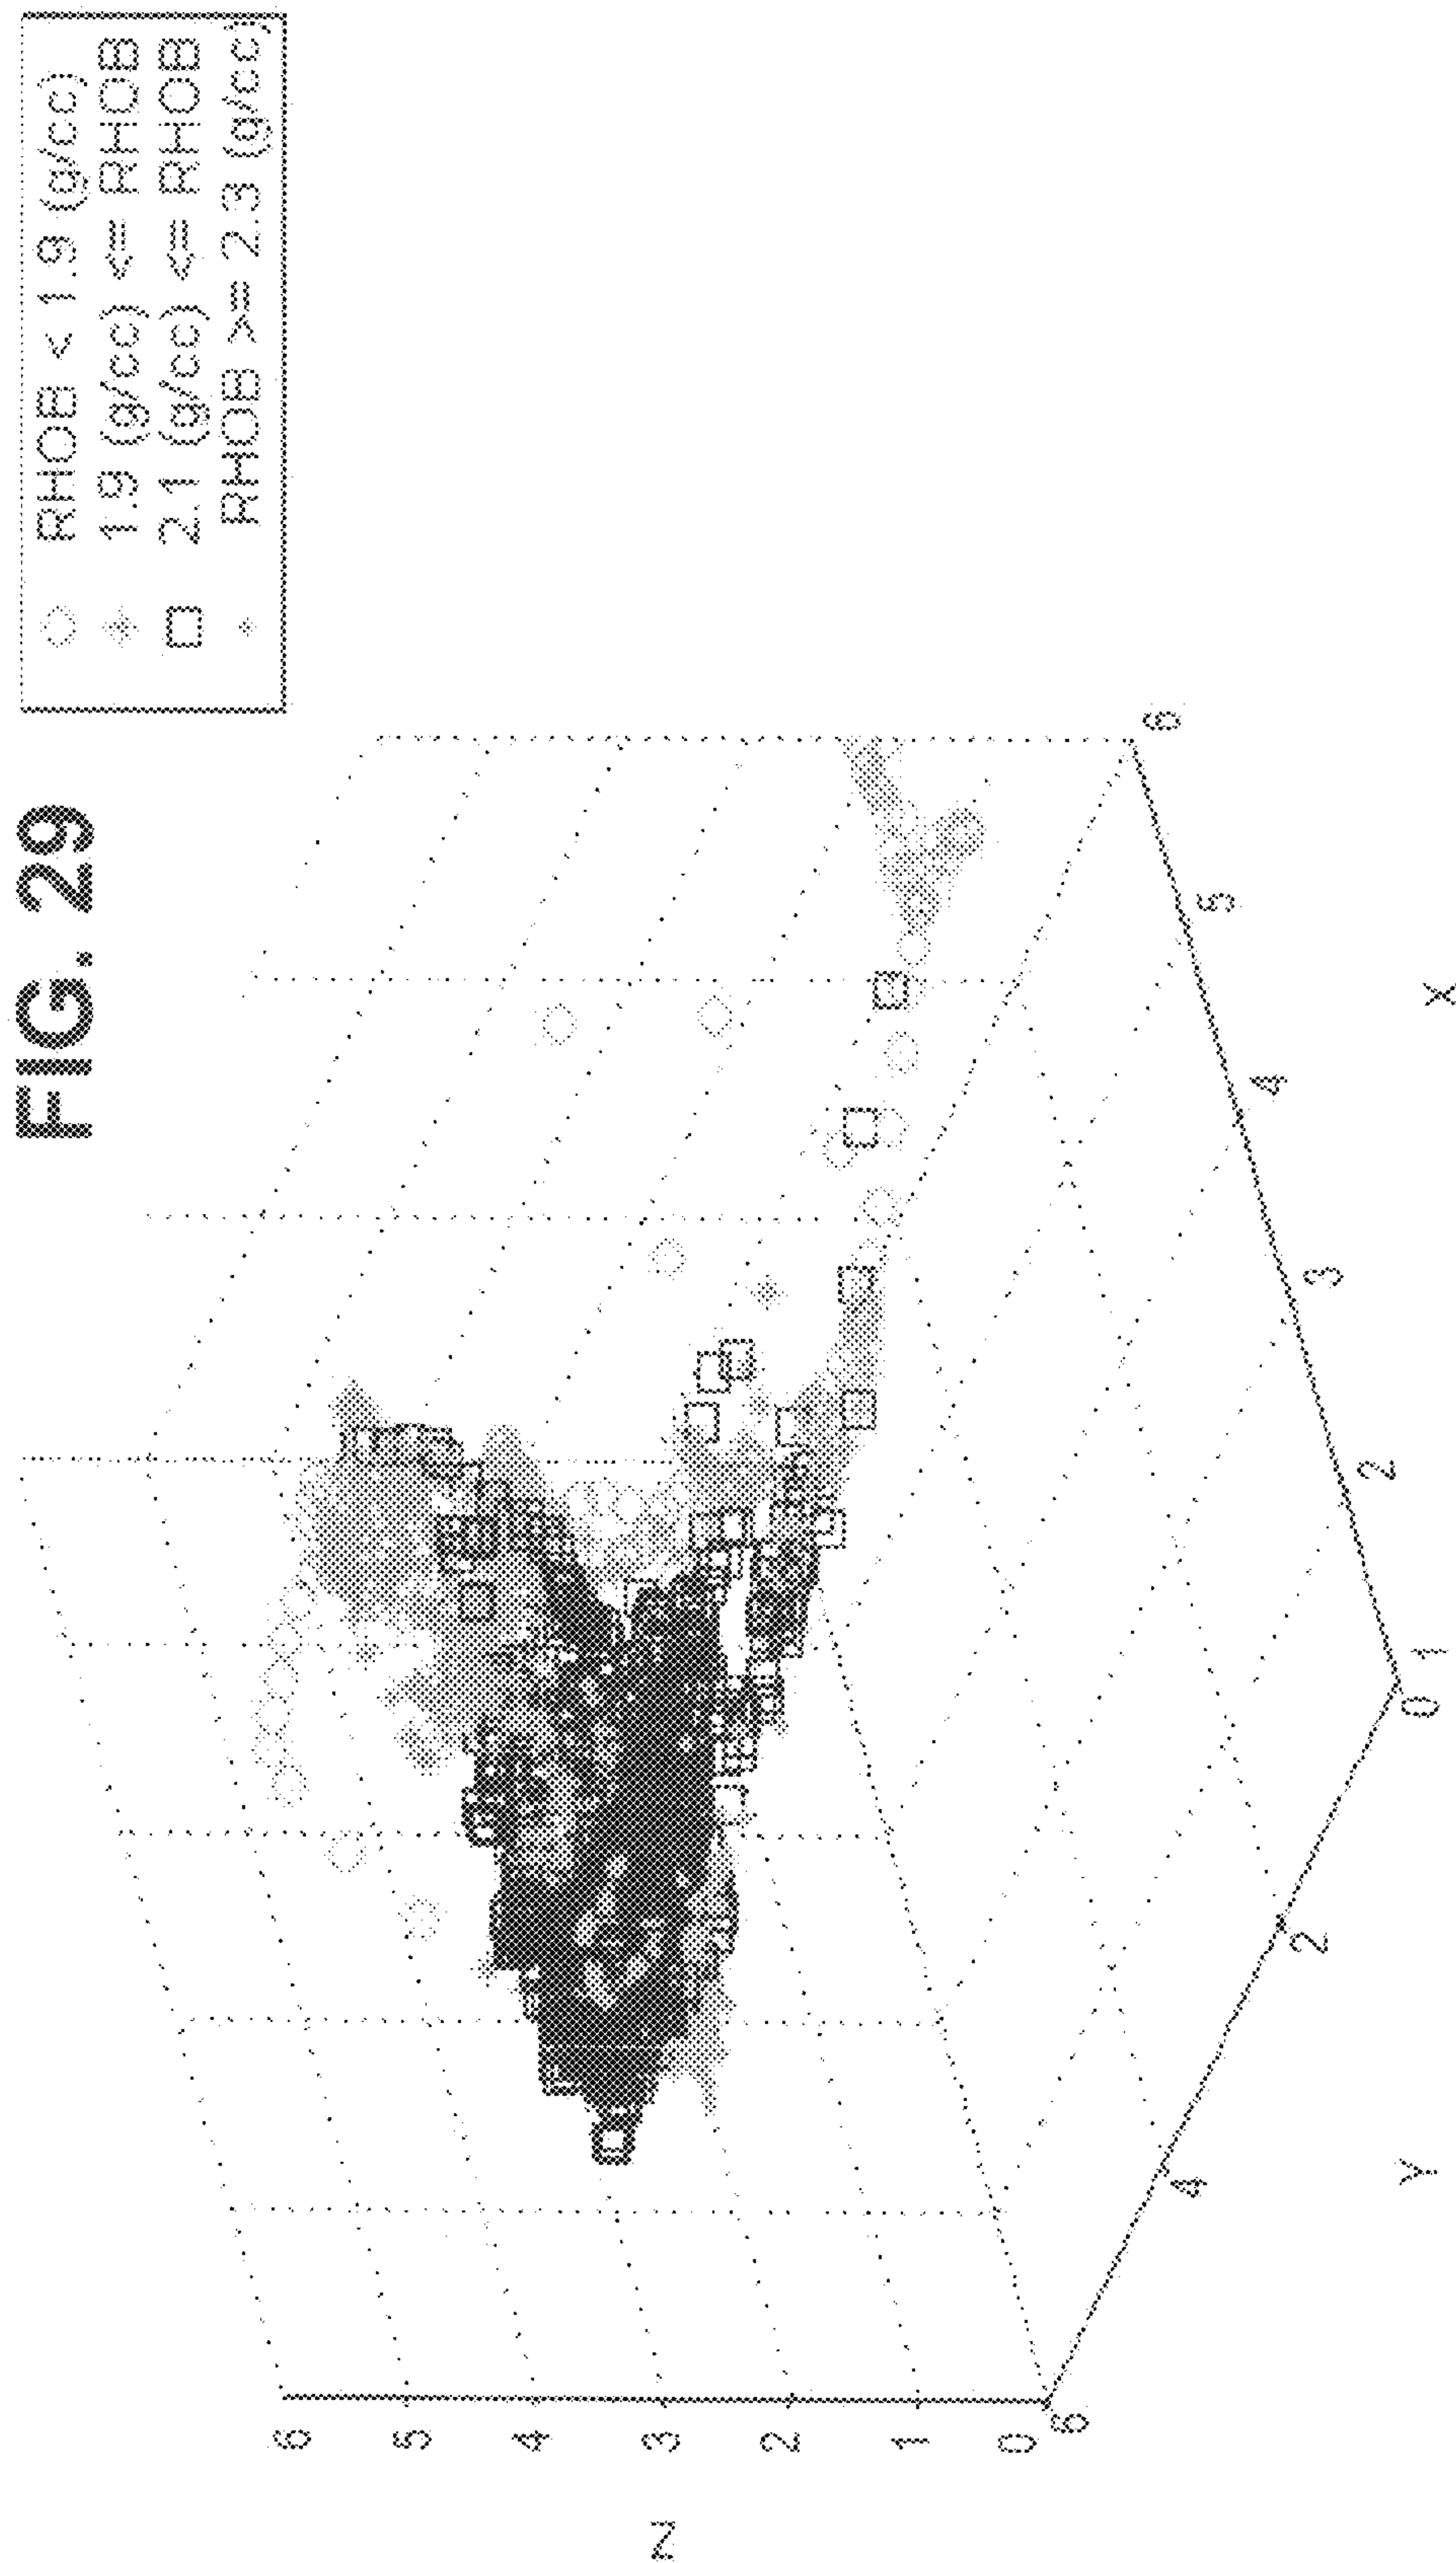 FIG. 29
RHOB < 1.9 (g/cc)
1.9 (g/cc) <= RHOB
2.1 (g/cc) <= RHOB
RHOB >= 2.3 (g/cc)
Z
6
5
4
3
2
1
0
6
4
2
0
Y
1
2
3
4
5
6
X